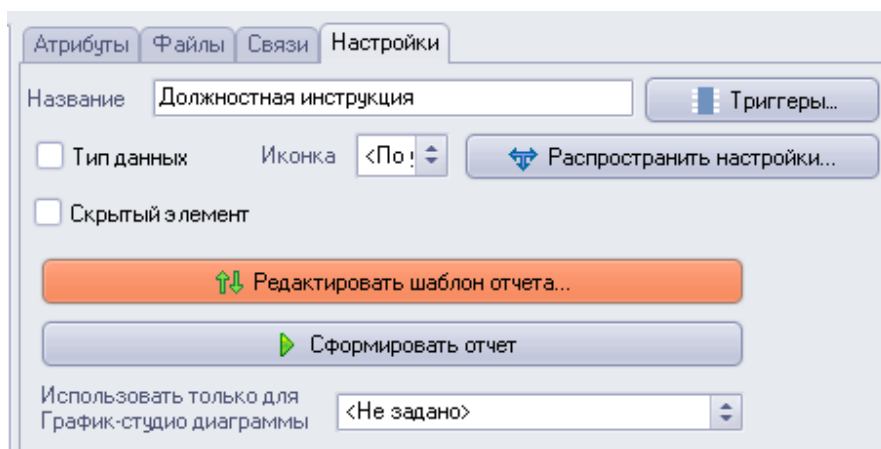 Атрибуты Файлы Связи Настройки
Название Должностная инструкция Триггеры...
Тип данных Иконка <По Распространить настройки...
Скрытый элемент
Редактировать шаблон отчета...
Сформировать отчет
Использовать только для
График-студио диаграммы <Не задано>